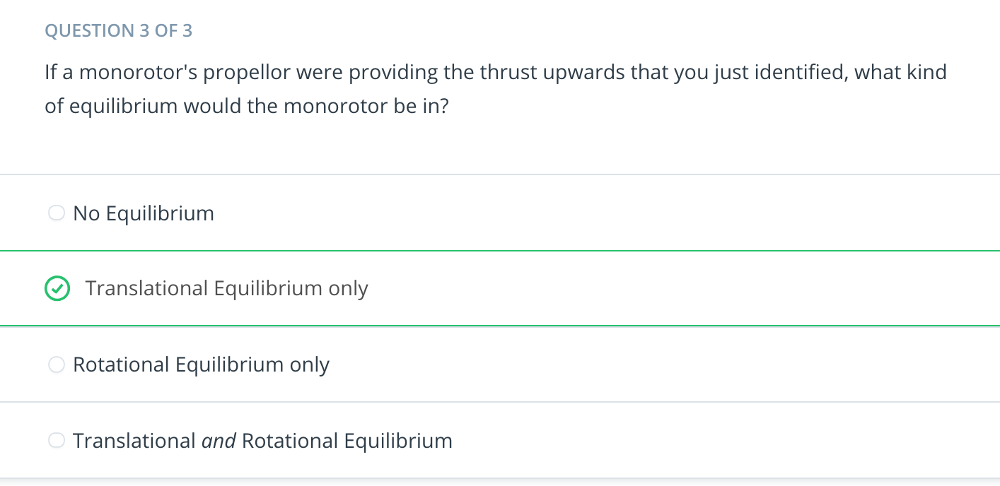 QUESTION 3 OF 3
If a monorotor's propellor were providing the thrust upwards that you just identified, what kind
of equilibrium would the monorotor be in?
No Equilibrium
Translational Equilibrium only
Rotational Equilibrium only
Translational and Rotational Equilibrium